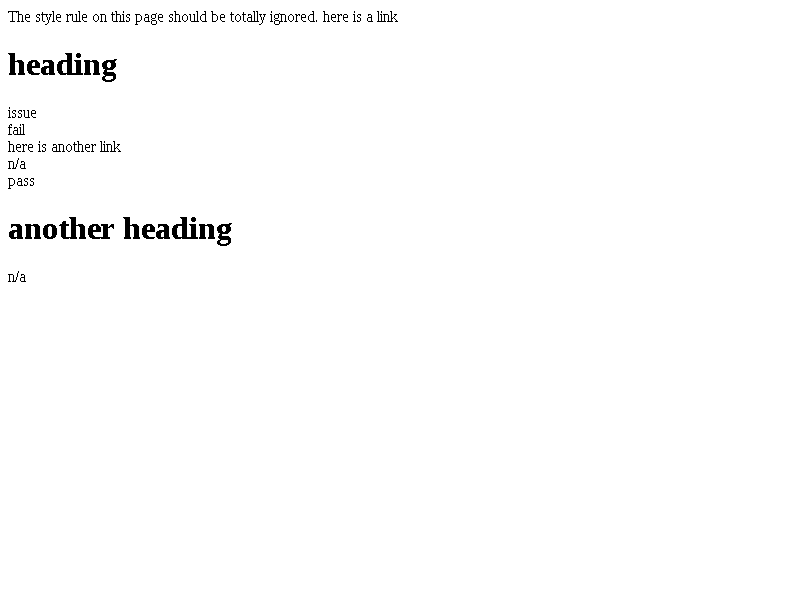 The style rule on this page should be totally ignored. here is a link
heading
issue
fail
here is another link
n/a
pass
another heading
n/a